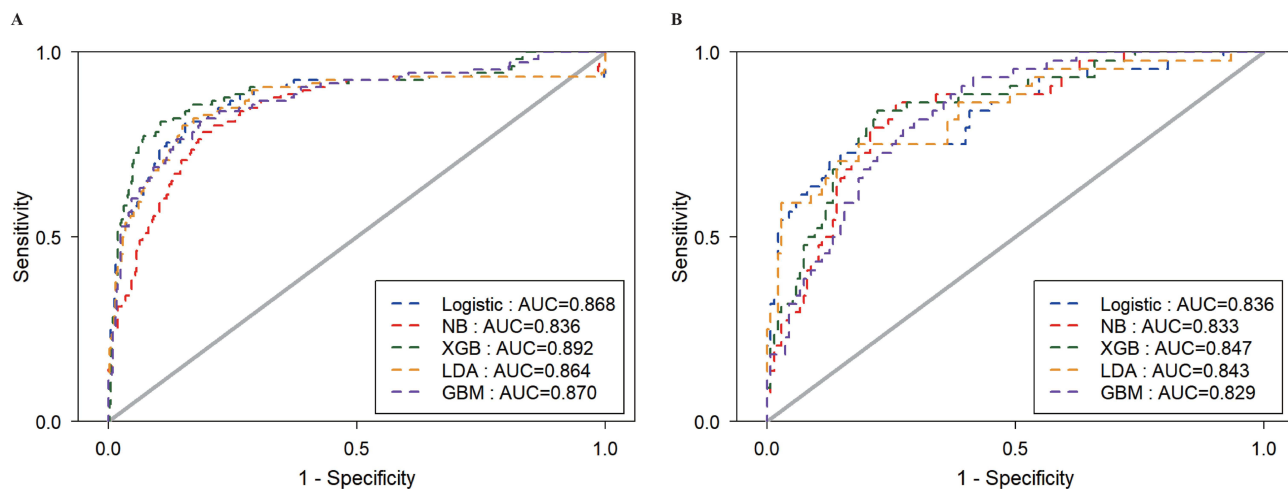 A
1.0
0.5
0.0
Sensitivity
Logistic : AUC=0.868
NB : AUC=0.836
XGB : AUC=0.892
LDA : AUC=0.864
GBM : AUC=0.870
0.0
0.5
1.0
1 - Specificity
B
1.0
0.5
0.0
Sensitivity
Logistic : AUC=0.836
NB : AUC=0.833
XGB : AUC=0.847
LDA : AUC=0.843
GBM : AUC=0.829
0.0
0.5
1.0
1 - Specificity